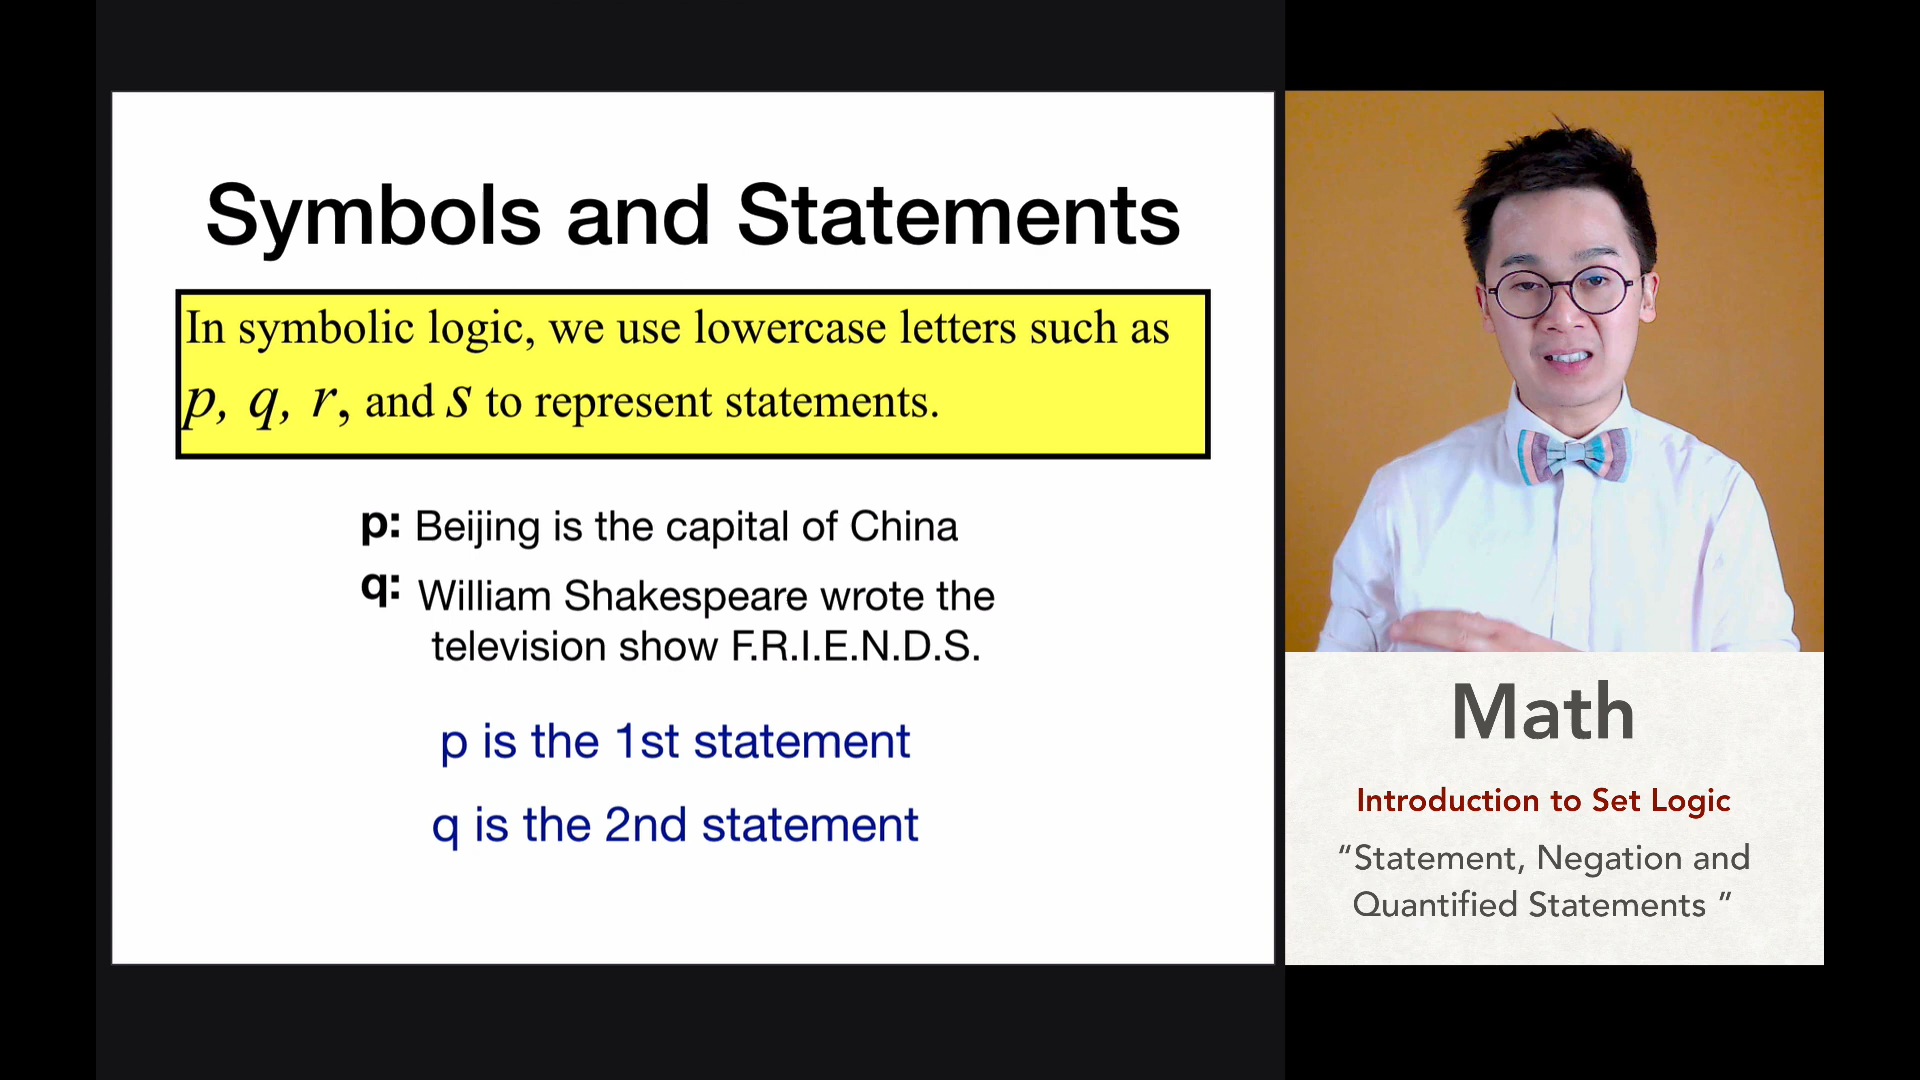 Symbols and Statements
In symbolic logic, we use lowercase letters such as
p, q, r, and s to represent statements.
p: Beijing is the capital of China
q: William Shakespeare wrote the
television show F.R.I.E.N.D.S.
p is the 1st statement
q is the 2nd statement
Math
Introduction to Set Logic
“Statement, Negation and
Quantified Statements ”